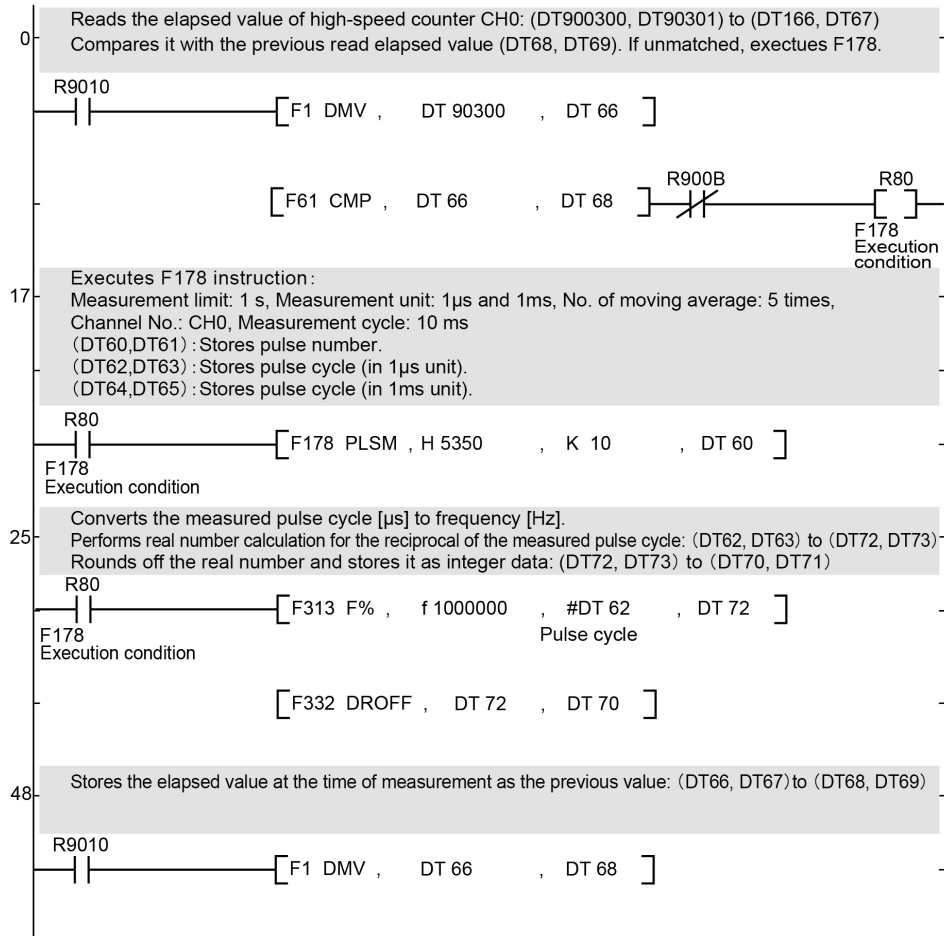 0
Reads the elapsed value of high-speed counter CH0: (DT900300, DT90301) to (DT166, DT67)
Compares it with the previous read elapsed value (DT68, DT69). If unmatched, exectues F178.
R9010
F1 DMV , DT 90300 , DT 66
F61 CMP , DT 66 , DT 68
R900B
R80
F178
Execution
condition
17
Executes F178 instruction:
Measurement limit: 1 s, Measurement unit: 1µs and 1ms, No. of moving average: 5 times,
Channel No.: CH0, Measurement cycle: 10 ms
(DT60,DT61): Stores pulse number.
(DT62,DT63): Stores pulse cycle (in 1µs unit).
(DT64,DT65): Stores pulse cycle (in 1ms unit).
R80
F178 PLSM , H 5350 , K 10 , DT 60
F178
Execution condition
25
Converts the measured pulse cycle [µs] to frequency [Hz].
Performs real number calculation for the reciprocal of the measured pulse cycle: (DT62, DT63) to (DT72, DT73)
Rounds off the real number and stores it as integer data: (DT72, DT73) to (DT70, DT71)
R80
F313 F% , f 1000000 , #DT 62 , DT 72
F178
Execution condition
Pulse cycle
F332 DROFF , DT 72 , DT 70
48
Stores the elapsed value at the time of measurement as the previous value: (DT66, DT67)to (DT68, DT69)
R9010
F1 DMV , DT 66 , DT 68